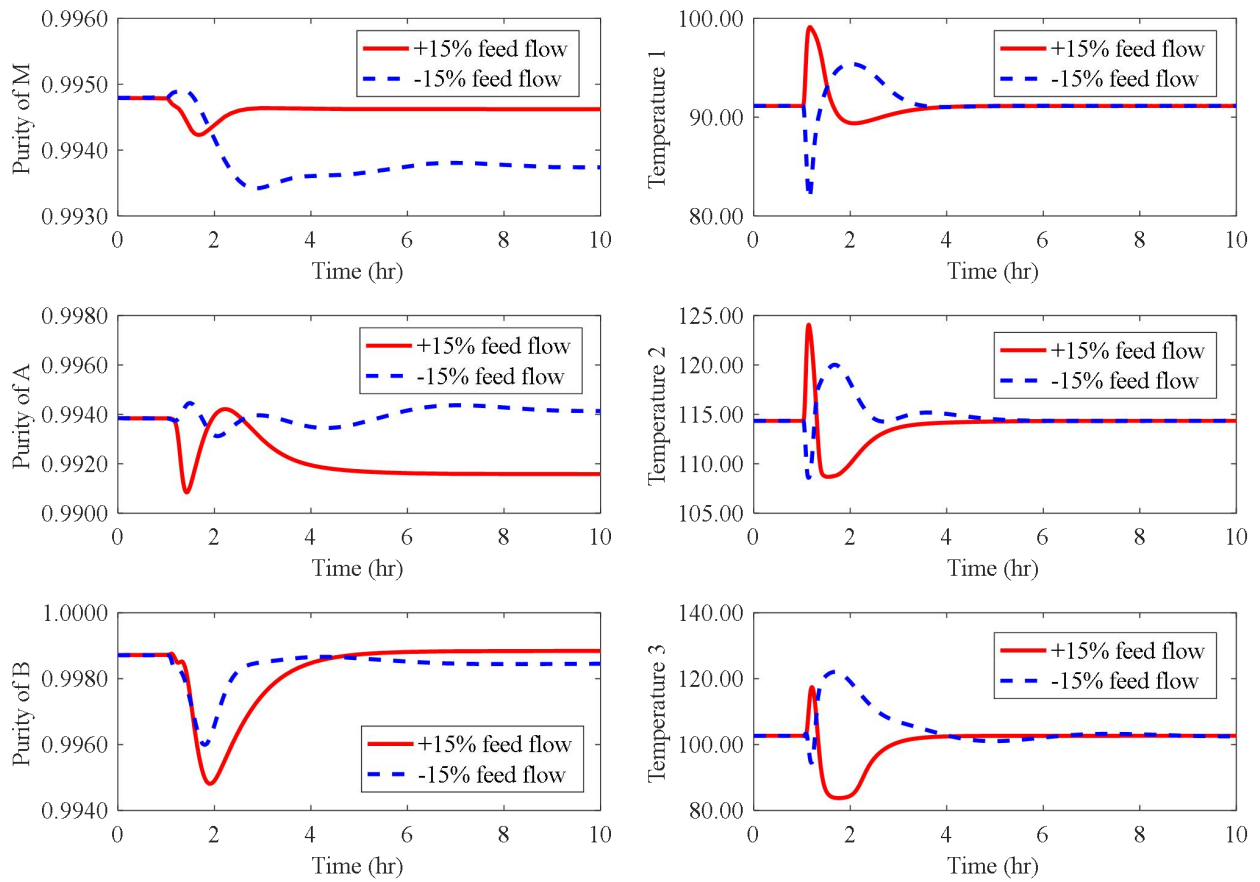 0.9960
0.9950
0.9940
0.9930
Purity of M
+15% feed flow
-15% feed flow
0 2 4 6 8 10
Time (hr)
100.00
90.00
80.00
Temperature 1
+15% feed flow
-15% feed flow
0 2 4 6 8 10
Time (hr)
0.9980
0.9960
0.9940
0.9920
0.9900
Purity of A
+15% feed flow
-15% feed flow
0 2 4 6 8 10
Time (hr)
125.00
120.00
115.00
110.00
105.00
Temperature 2
+15% feed flow
-15% feed flow
0 2 4 6 8 10
Time (hr)
1.0000
0.9980
0.9960
0.9940
Purity of B
+15% feed flow
-15% feed flow
0 2 4 6 8 10
Time (hr)
140.00
120.00
100.00
80.00
Temperature 3
+15% feed flow
-15% feed flow
0 2 4 6 8 10
Time (hr)